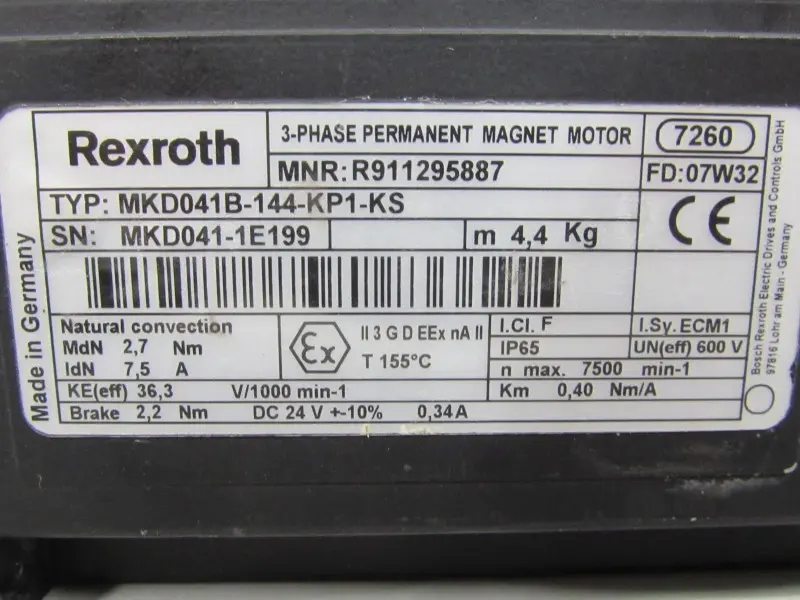 Rexroth
3-PHASE PERMANENT MAGNET MOTOR
7260
MNR: R911295887
FD: 07W32
TYP: MKD041B-144-KP1-KS
SN: MKD041-1E199
m 4,4 Kg
CE
Natural convection
MdN 2,7 Nm
IdN 7,5 A
Ex
II 3 G D EEx nA II
T 155°C
I.Cl. F
I.Sy. ECM1
IP65
UN(eff) 600 V
n max. 7500 min-1
KE(eff) 36,3 V/1000 min-1
Km 0,40 Nm/A
Brake 2,2 Nm DC 24 V +-10% 0,34A
Made in Germany
Bosch Rexroth Electric Drives and Controls GmbH
97816 Lohr am Main - Germany